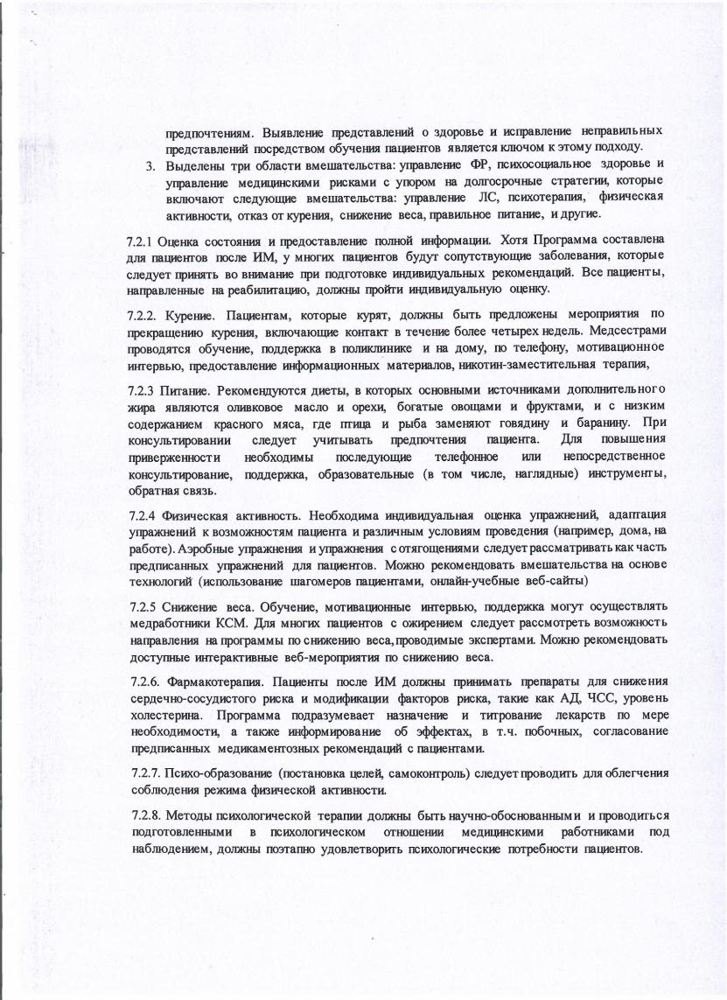 предпочтениям. Выявление представлений о здоровье и исправление неправильных
представлений посредством обучения пациентов является ключом к этому подходу.
3. Выделены три области вмешательства: управление ФР, психосоциальное здоровье и
управление медицинскими рисками с упором на долгосрочные стратегии, которые
включают следующие вмешательства: управление ЛС, психотерапия, физическая
активности, отказ от курения, снижение веса, правильное питание, и другие.
7.2.1 Оценка состояния и предоставление полной информации. Хотя Программа составлена
для пациентов после ИМ, у многих пациентов будут сопутствующие заболевания, которые
следует принять во внимание при подготовке индивидуальных рекомендаций. Все пациенты,
направленные на реабилитацию, должны пройти индивидуальную оценку.
7.2.2. Курение. Пациентам, которые курят, должны быть предложены мероприятия по
прекращению курения, включающие контакт в течение более четырех недель. Медсестрами
проводятся обучение, поддержка в поликлинике и на дому, по телефону, мотивационное
интервью, предоставление информационных материалов, никотин-заместительная терапия,
7.2.3 Питание. Рекомендуются диеты, в которых основными источниками дополнительного
жира являются оливковое масло и орехи, богатые овощами и фруктами, и с низким
содержанием красного мяса, где птица и рыба заменяют говядину и баранину. При
консультировании следует учитывать предпочтения пациента. Для повышения
приверженности необходимы последующие телефонное или непосредственное
консультирование, поддержка, образовательные (в том числе, наглядные) инструменты,
обратная связь.
7.2.4 Физическая активность. Необходима индивидуальная оценка упражнений, адаптация
упражнений к возможностям пациента и различным условиям проведения (например, дома, на
работе). Аэробные упражнения и упражнения с отягощениями следует рассматривать как часть
предписанных упражнений для пациентов. Можно рекомендовать вмешательства на основе
технологий (использование шагомеров пациентами, онлайн-учебные веб-сайты)
7.2.5 Снижение веса. Обучение, мотивационные интервью, поддержка могут осуществлять
медработники КСМ. Для многих пациентов с ожирением следует рассмотреть возможность
направления на программы по снижению веса, проводимые экспертами. Можно рекомендовать
доступные интерактивные веб-мероприятия по снижению веса.
7.2.6. Фармакотерапия. Пациенты после ИМ должны принимать препараты для снижения
сердечно-сосудистого риска и модификации факторов риска, такие как АД, ЧСС, уровень
холестерина. Программа подразумевает назначение и титрование лекарств по мере
необходимости, а также информирование об эффектах, в т.ч. побочных, согласование
предписанных медикаментозных рекомендаций с пациентами.
7.2.7. Психо-образование (постановка целей, самоконтроль) следует проводить для облегчения
соблюдения режима физической активности.
7.2.8. Методы психологической терапии должны быть научно-обоснованными и проводиться
подготовленными в психологическом отношении медицинскими работниками под
наблюдением, должны поэтапно удовлетворить психологические потребности пациентов.